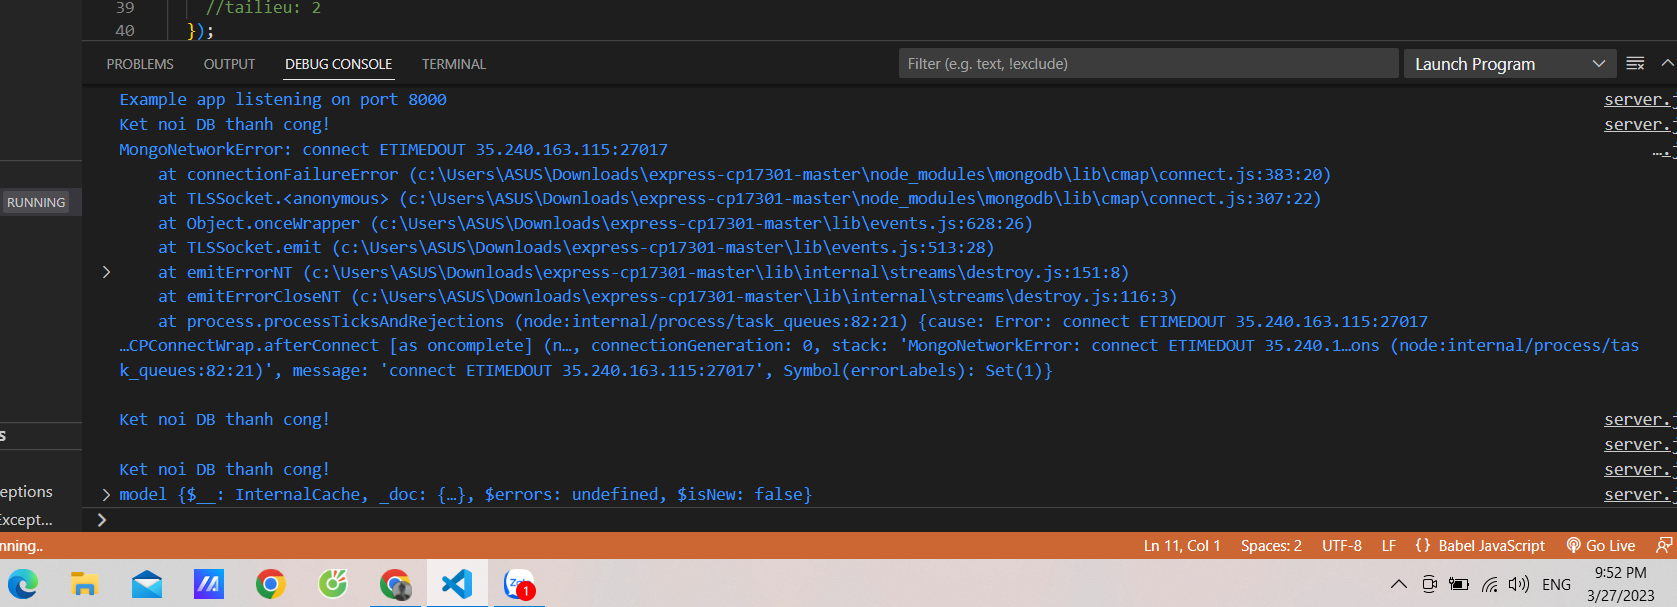 39 //tailieu: 2
40 });
PROBLEMS OUTPUT DEBUG CONSOLE TERMINAL Filter (e.g. text, !exclude) Launch Program
Example app listening on port 8000 server.j
Ket noi DB thanh cong! server.j
MongoNetworkError: connect ETIMEDOUT 35.240.163.115:27017 ….j
at connectionFailureError (c:\Users\ASUS\Downloads\express-cp17301-master\node_modules\mongodb\lib\cmap\connect.js:383:20)
at TLSSocket.<anonymous> (c:\Users\ASUS\Downloads\express-cp17301-master\node_modules\mongodb\lib\cmap\connect.js:307:22)
RUNNING
at Object.onceWrapper (c:\Users\ASUS\Downloads\express-cp17301-master\lib\events.js:628:26)
at TLSSocket.emit (c:\Users\ASUS\Downloads\express-cp17301-master\lib\events.js:513:28)
at emitErrorNT (c:\Users\ASUS\Downloads\express-cp17301-master\lib\internal\streams\destroy.js:151:8)
at emitErrorCloseNT (c:\Users\ASUS\Downloads\express-cp17301-master\lib\internal\streams\destroy.js:116:3)
at process.processTicksAndRejections (node:internal/process/task_queues:82:21) {cause: Error: connect ETIMEDOUT 35.240.163.115:27017
…CPConnectWrap.afterConnect [as oncomplete] (n…, connectionGeneration: 0, stack: 'MongoNetworkError: connect ETIMEDOUT 35.240.1…ons (node:internal/process/tas
k_queues:82:21)', message: 'connect ETIMEDOUT 35.240.163.115:27017', Symbol(errorLabels): Set(1)}
Ket noi DB thanh cong! server.j
s
server.j
Ket noi DB thanh cong! server.j
model {$__: InternalCache, _doc: {…}, $errors: undefined, $isNew: false} server.j
eptions
Except...
nning.. Ln 11, Col 1 Spaces: 2 UTF-8 LF {} Babel JavaScript Go Live
Zalo 1
ENG
9:52 PM
3/27/2023